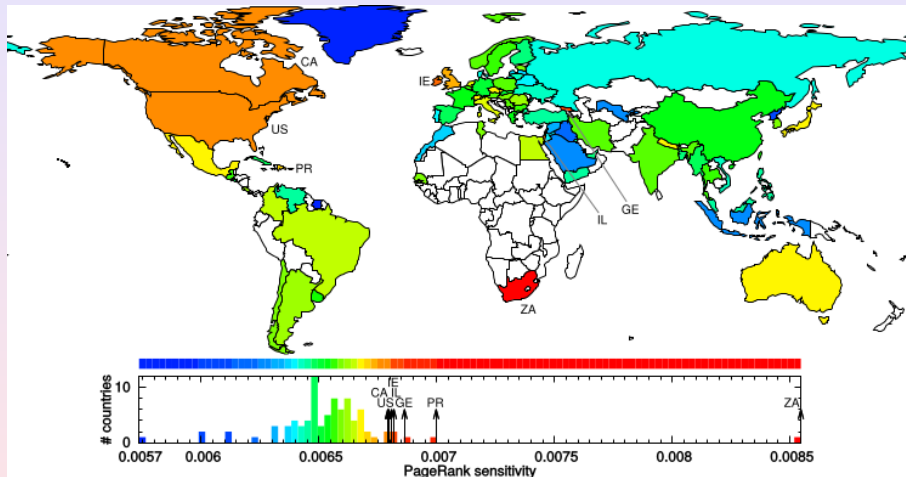 CA
IE
US
PR
GE
IL
ZA
IE
CA IL
US GE PR ZA
10
0
# countries
0.0057 0.006 0.0065 0.007 0.0075 0.008 0.0085
PageRank sensitivity